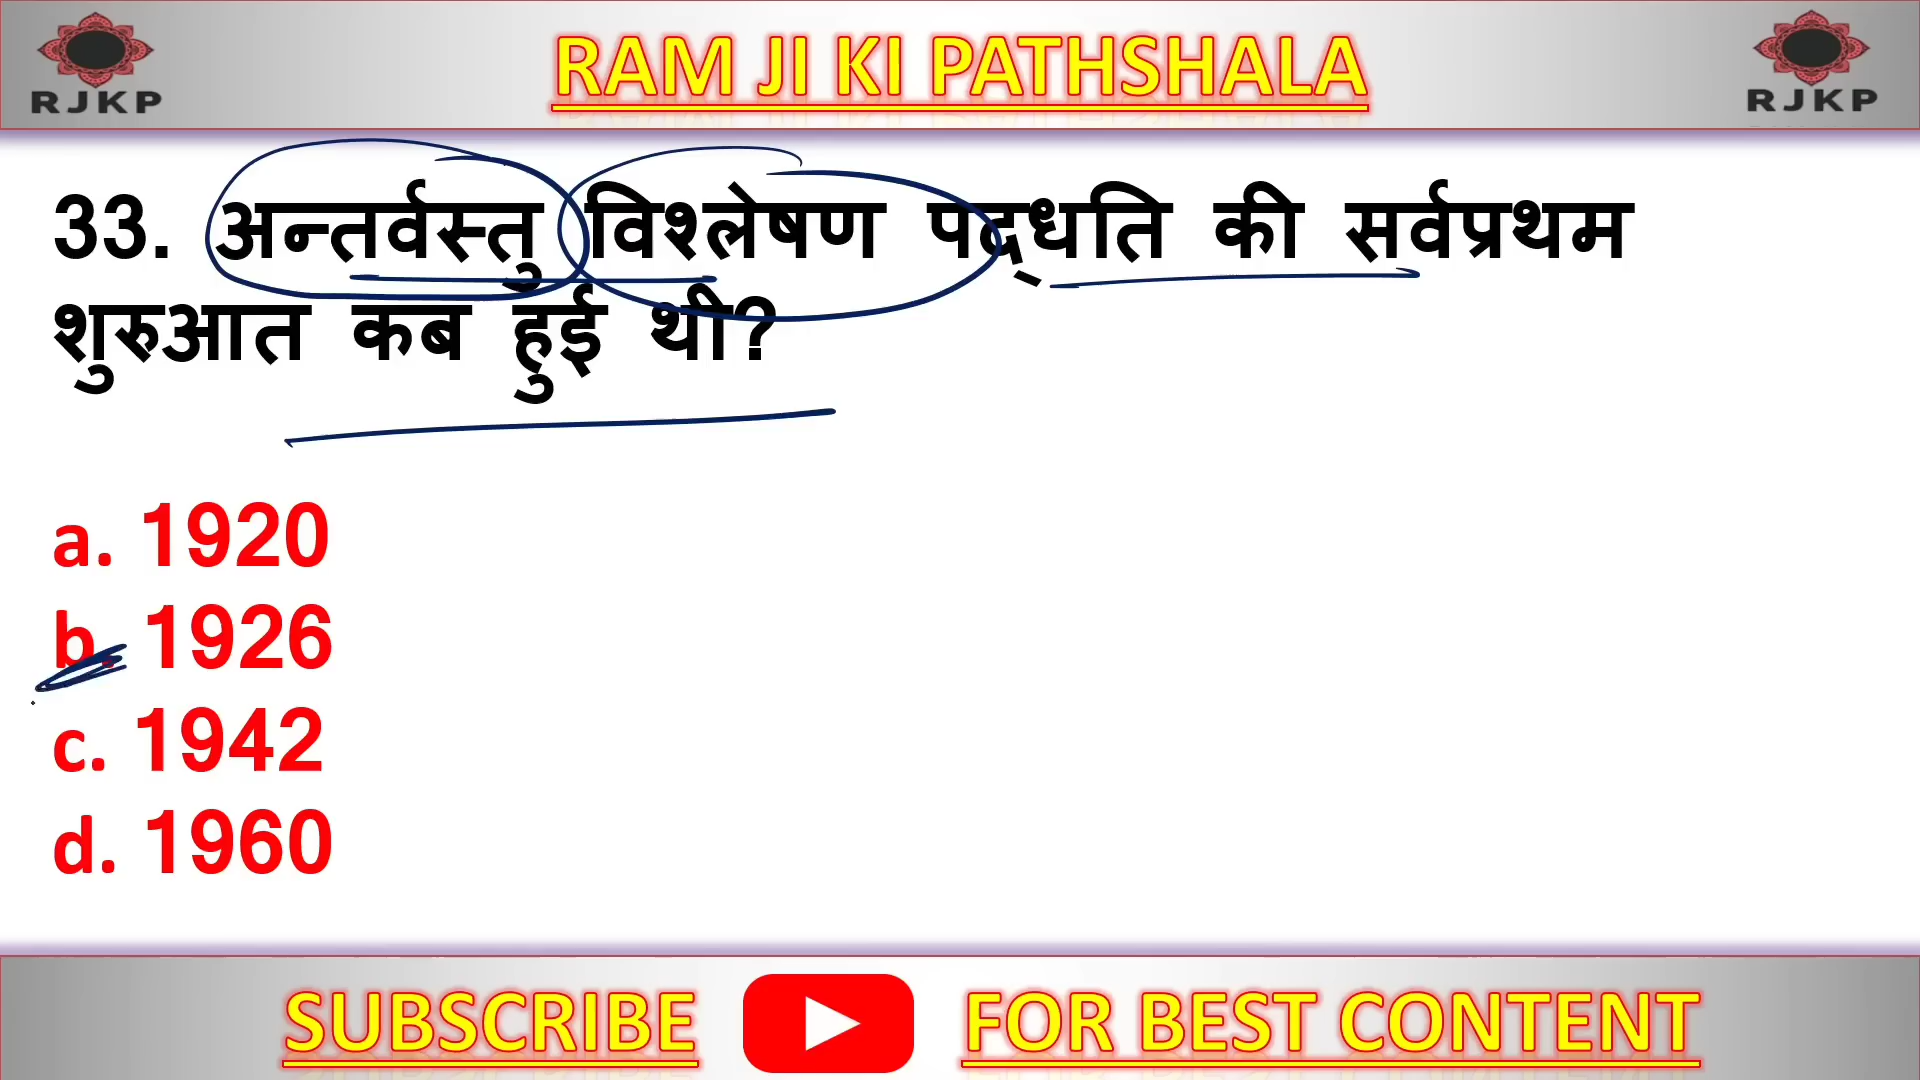 RJKP
RAM JI KI PATHSHALA
RJKP
33. अन्तर्वस्तु विश्लेषण पद्धति की सर्वप्रथम
शुरुआत कब हुई थी?
a. 1920
b. 1926
c. 1942
d. 1960
SUBSCRIBE FOR BEST CONTENT